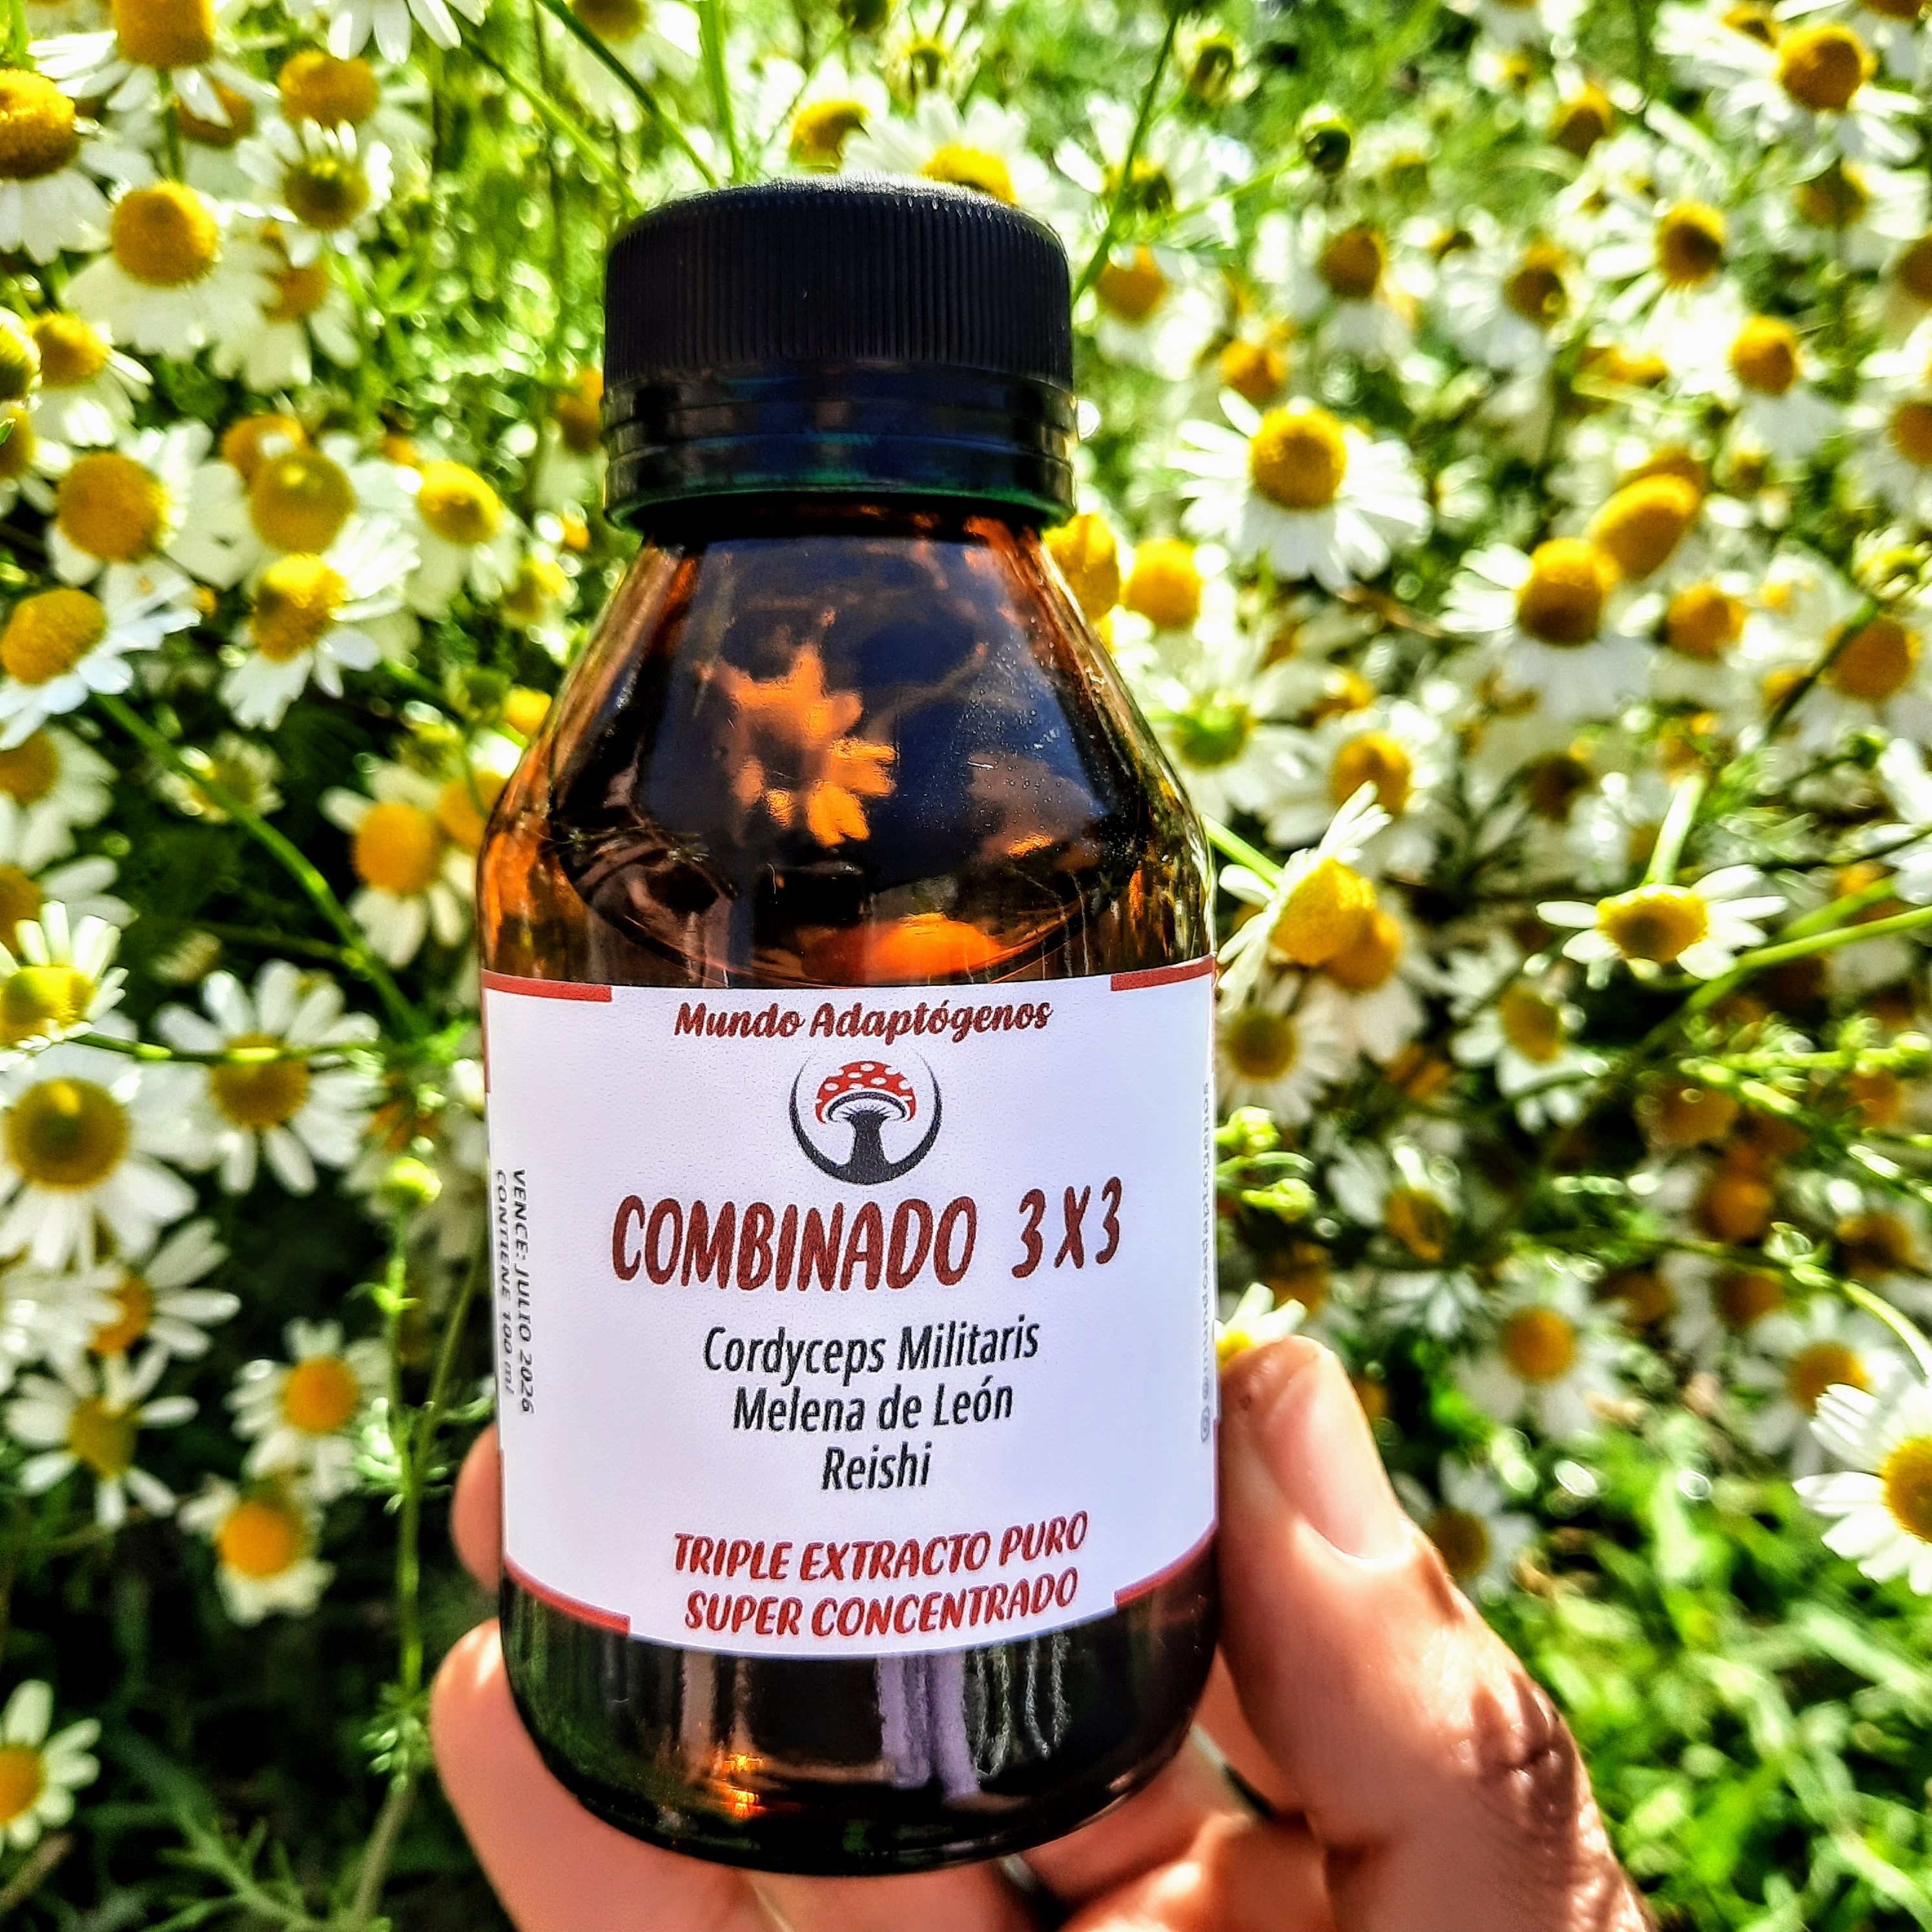 Mundo Adaptógenos
COMBINADO 3X3
Cordyceps Militaris
Melena de León
Reishi
TRIPLE EXTRACTO PURO
SUPER CONCENTRADO
VENCE: JULIO 2026
CONTIENE 100 ml
@mundoadaptogenos